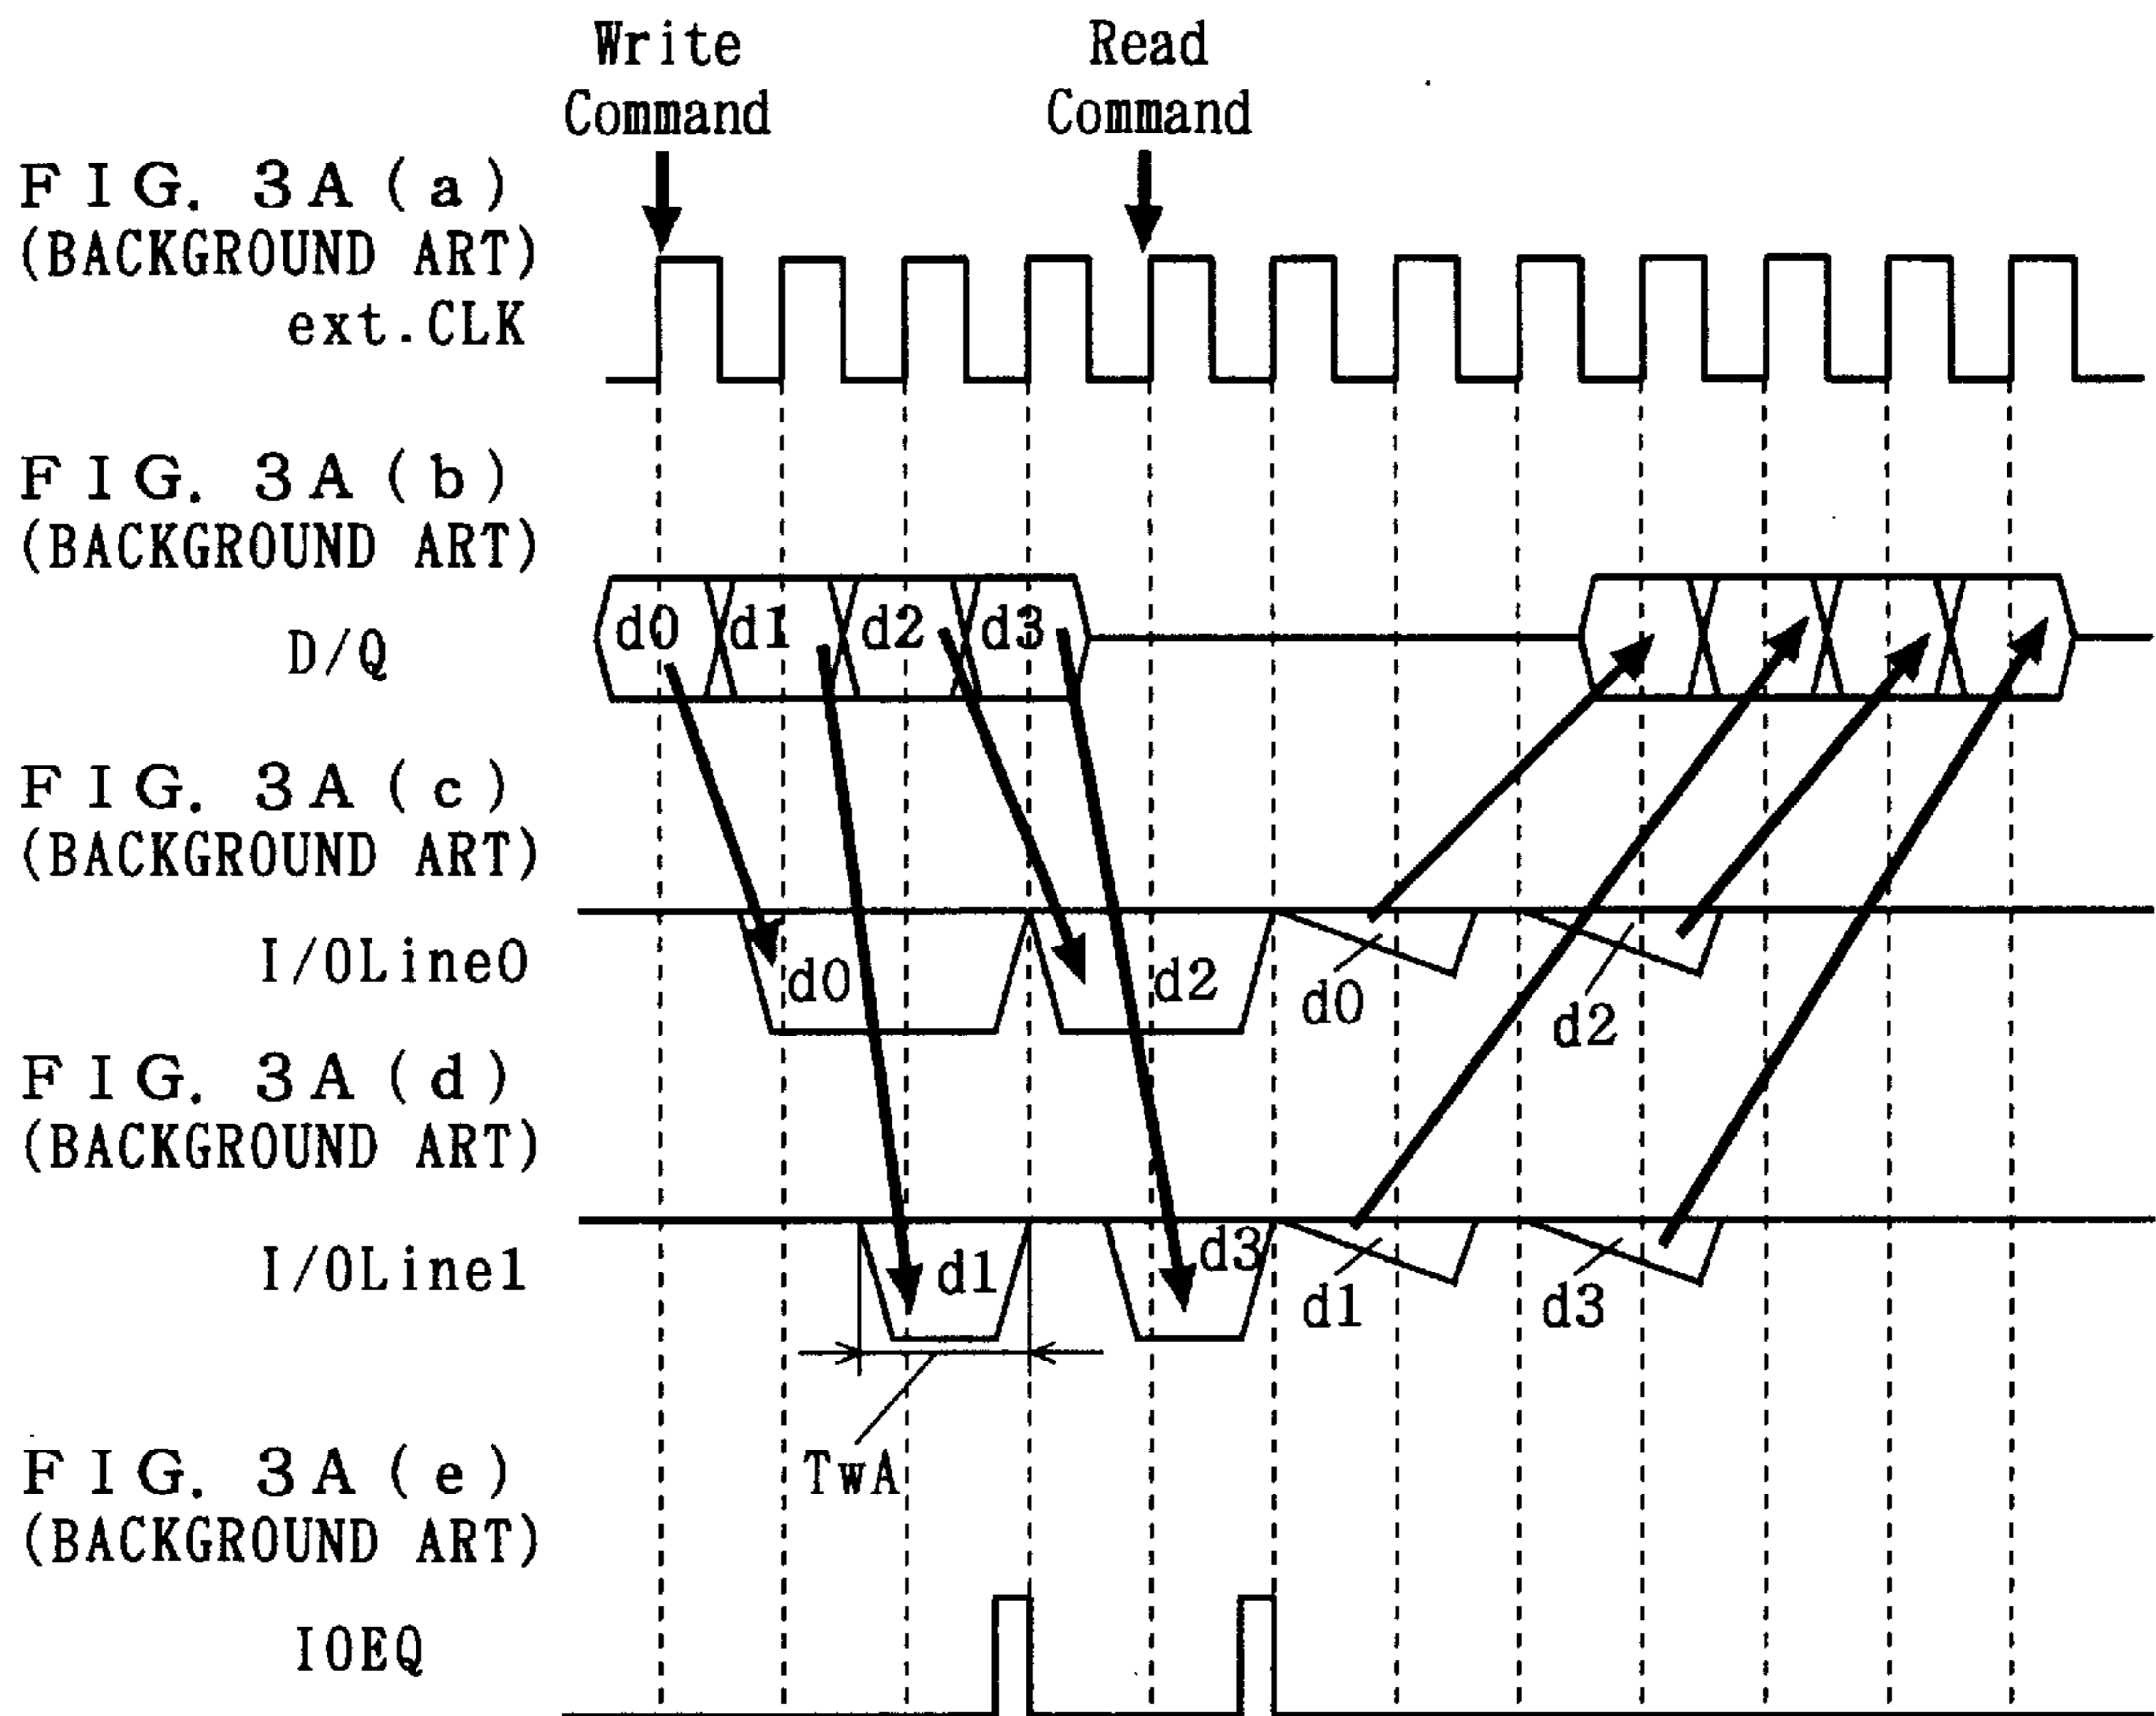 Write
Command
Read
Command
FIG. 3A(a)
(BACKGROUND ART)
ext.CLK
FIG. 3A(b)
(BACKGROUND ART)
D/Q
d0
d1
d2
d3
FIG. 3A(c)
(BACKGROUND ART)
I/OLine0
d0
d2
d0
d2
FIG. 3A(d)
(BACKGROUND ART)
I/OLine1
d1
d3
d1
d3
TwA
FIG. 3A(e)
(BACKGROUND ART)
IOEQ